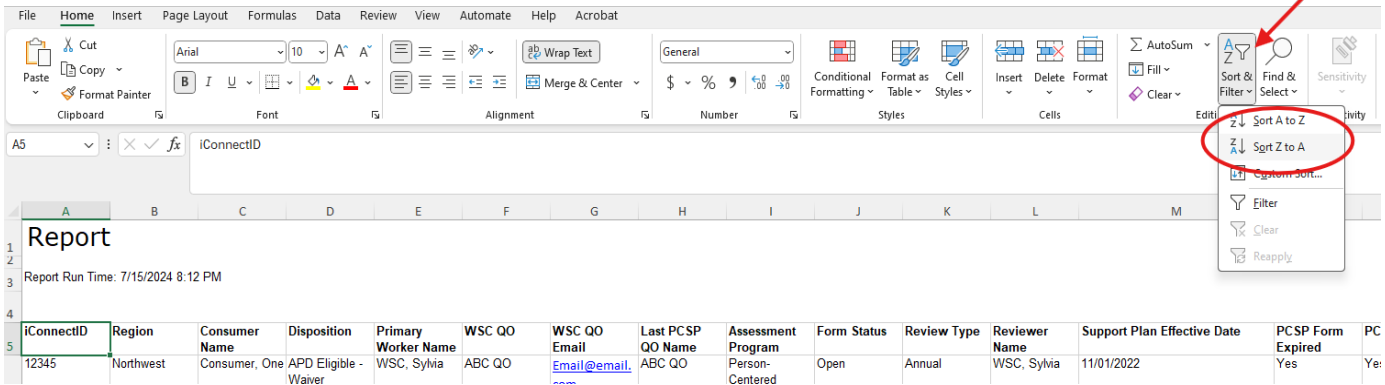 File Home Insert Page Layout Formulas Data Review View Automate Help Acrobat
Cut
Copy
Format Painter
Paste
Clipboard
Arial
10
A^ A˅
B I U A
Font
ab Wrap Text
Merge & Center
Alignment
General
$ % 9 .00
Number
Conditional Formatting
Format as Table
Cell Styles
Styles
Insert
Delete
Format
Cells
AutoSum
Fill
Clear
Sort & Filter
Find & Select
Sensitivity
Sort A to Z
Sort Z to A
Custom Sort...
Filter
Clear
Reapply
A5 fx iConnectID
A B C D E F G H I J K L M
1 Report
2
3 Report Run Time: 7/15/2024 8:12 PM
4
5 iConnectID Region Consumer Name Disposition Primary Worker Name WSC QO WSC QO Email Last PCSP QO Name Assessment Program Form Status Review Type Reviewer Name Support Plan Effective Date PCSP Form Expired PC
12345 Northwest Consumer, One APD Eligible - Waiver WSC, Sylvia ABC QO Email@email. ABC QO Person-Centered Open Annual WSC, Sylvia 11/01/2022 Yes Yes